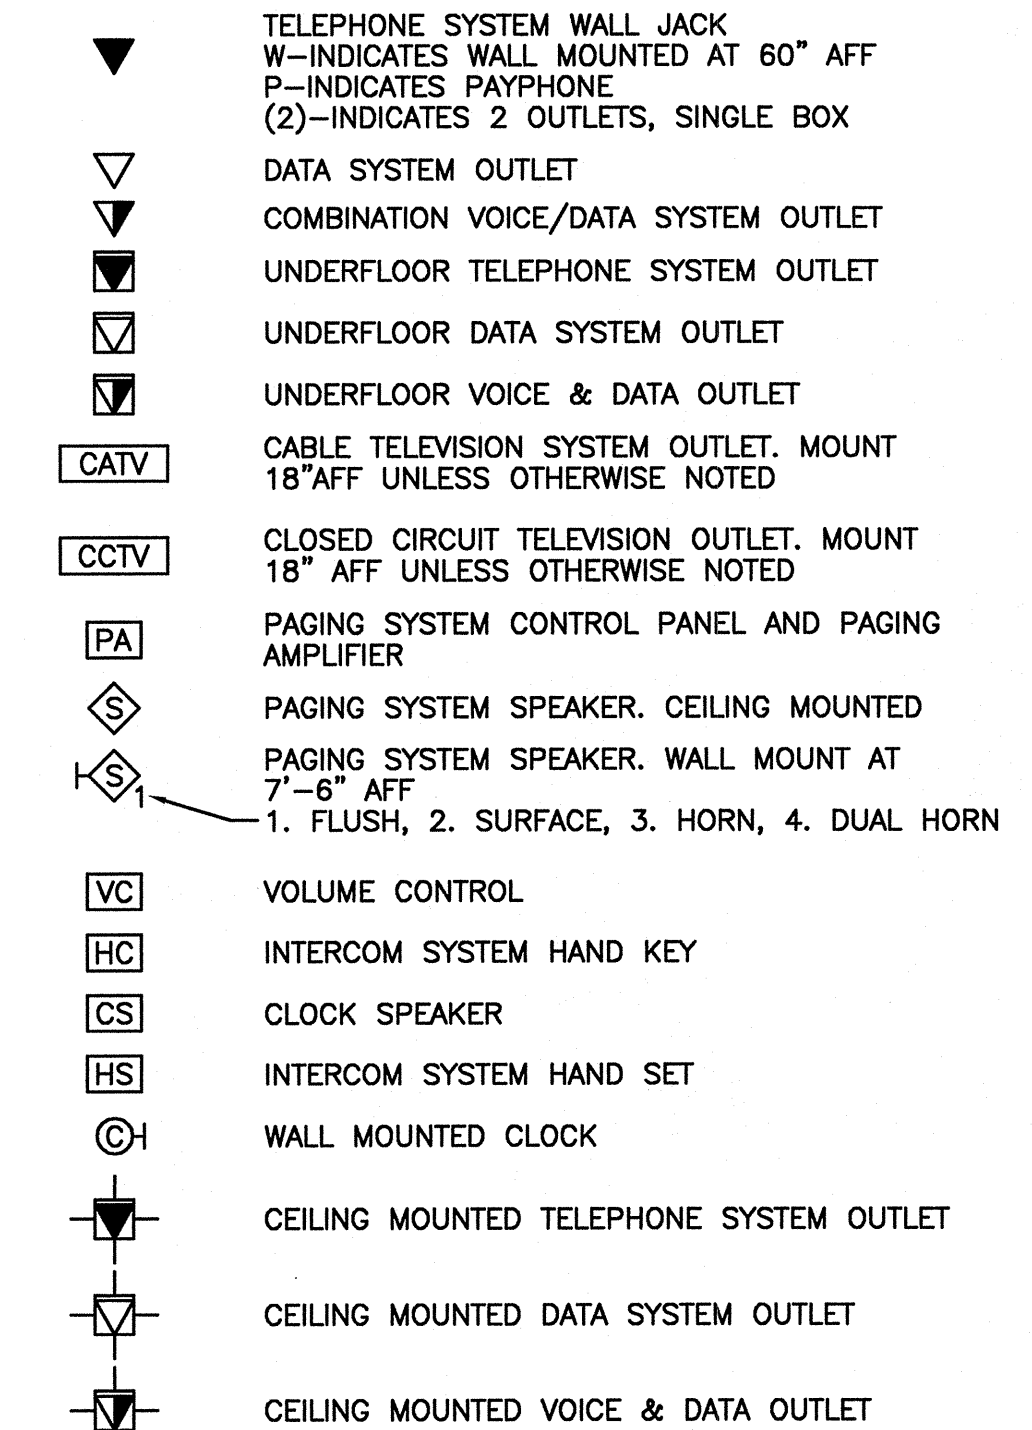 TELEPHONE SYSTEM WALL JACK
W-INDICATES WALL MOUNTED AT 60" AFF
P-INDICATES PAYPHONE
(2)-INDICATES 2 OUTLETS, SINGLE BOX
DATA SYSTEM OUTLET
COMBINATION VOICE/DATA SYSTEM OUTLET
UNDERFLOOR TELEPHONE SYSTEM OUTLET
UNDERFLOOR DATA SYSTEM OUTLET
UNDERFLOOR VOICE & DATA OUTLET
CATV CABLE TELEVISION SYSTEM OUTLET. MOUNT
18"AFF UNLESS OTHERWISE NOTED
CCTV CLOSED CIRCUIT TELEVISION OUTLET. MOUNT
18" AFF UNLESS OTHERWISE NOTED
PA PAGING SYSTEM CONTROL PANEL AND PAGING
AMPLIFIER
S PAGING SYSTEM SPEAKER. CEILING MOUNTED
S 1 PAGING SYSTEM SPEAKER. WALL MOUNT AT
7'-6" AFF
1. FLUSH, 2. SURFACE, 3. HORN, 4. DUAL HORN
VC VOLUME CONTROL
HC INTERCOM SYSTEM HAND KEY
CS CLOCK SPEAKER
HS INTERCOM SYSTEM HAND SET
C WALL MOUNTED CLOCK
CEILING MOUNTED TELEPHONE SYSTEM OUTLET
CEILING MOUNTED DATA SYSTEM OUTLET
CEILING MOUNTED VOICE & DATA OUTLET